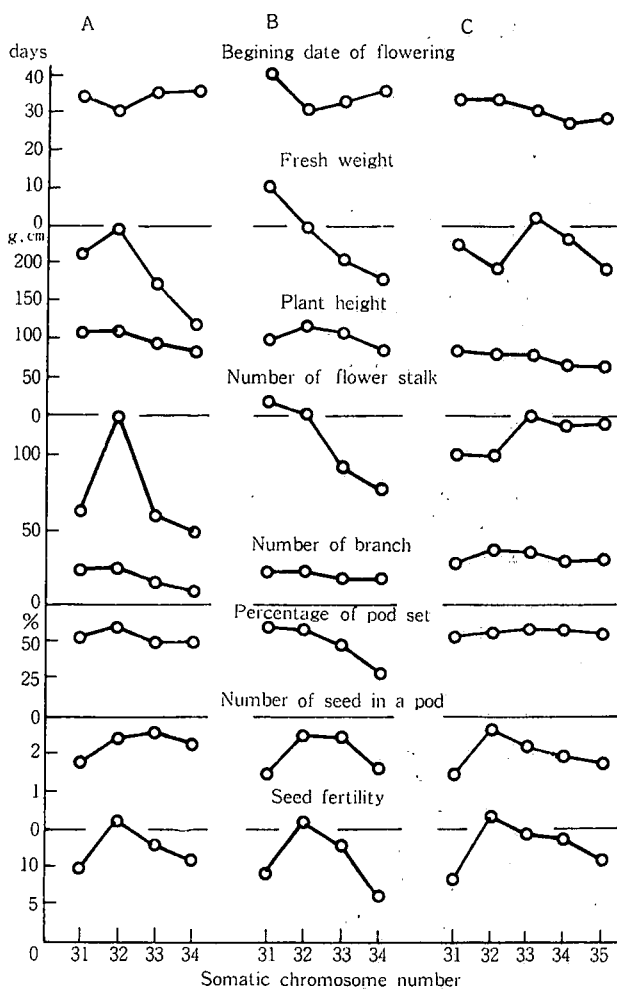 A B C
days
Begining date of flowering
40
30
20
Fresh weight
10
0
g, cm
200
Plant height
100
50
Number of flower stalk
0
100
50
Number of branch
0
%
Percentage of pod set
50
25
Number of seed in a pod
0
2
1
Seed fertility
0
10
5
0
31 32 33 34 31 32 33 34 31 32 33 34 35
Somatic chromosome number